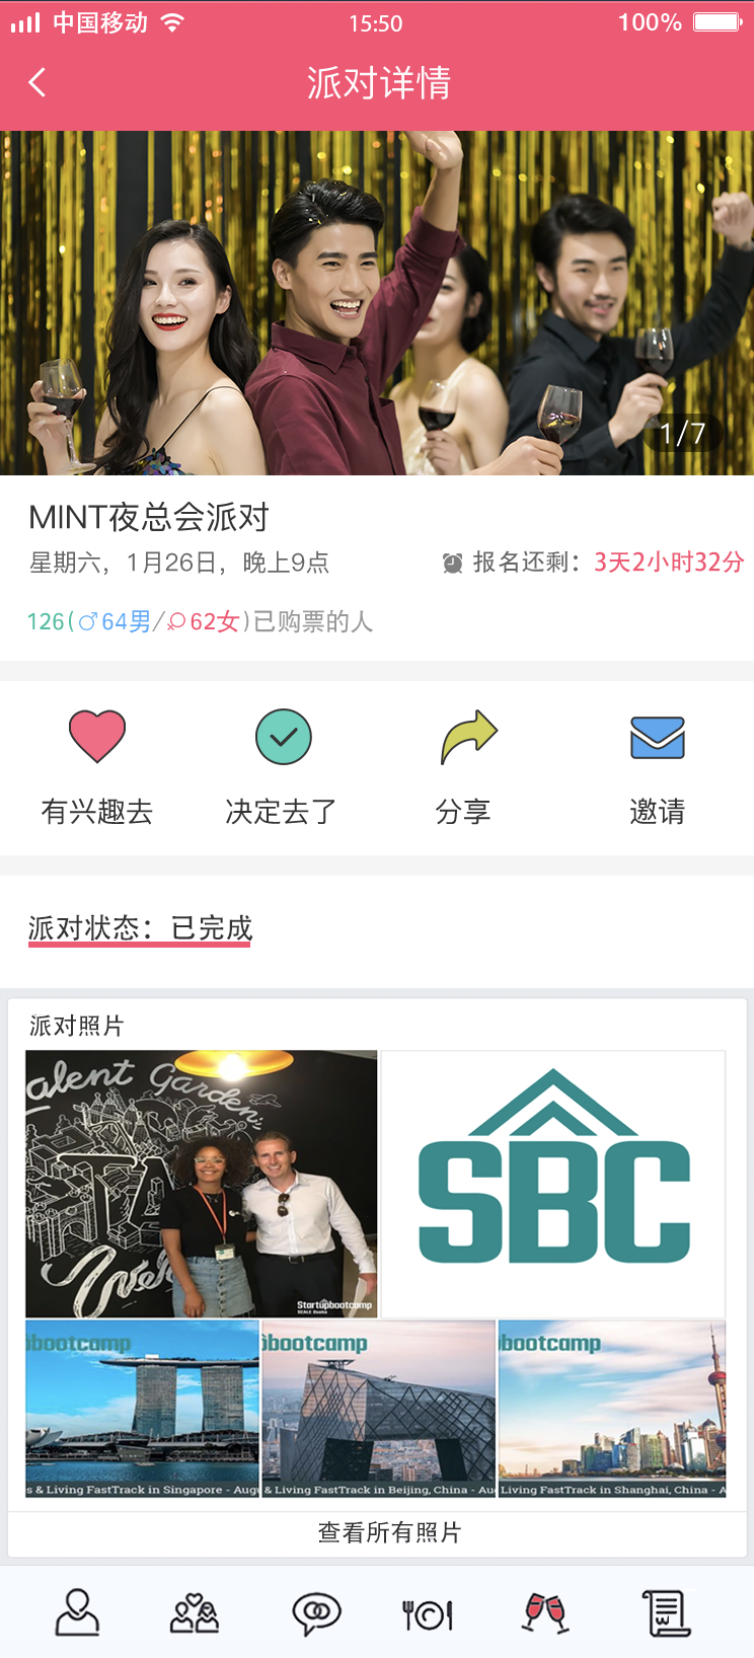 中国移动
15:50
100%
派对详情
1/7
MINT夜总会派对
星期六，1月26日，晚上9点
报名还剩：3天2小时32分
126(♂64男/♀62女)已购票的人
有兴趣去
决定去了
分享
邀请
派对状态：已完成
派对照片
alent Garden
Startupbootcamp
SBC
bootcamp
bootcamp
bootcamp
s & Living FastTrack in Singapore - Augu
& Living FastTrack in Beijing, China - Au
Living FastTrack in Shanghai, China - A
查看所有照片